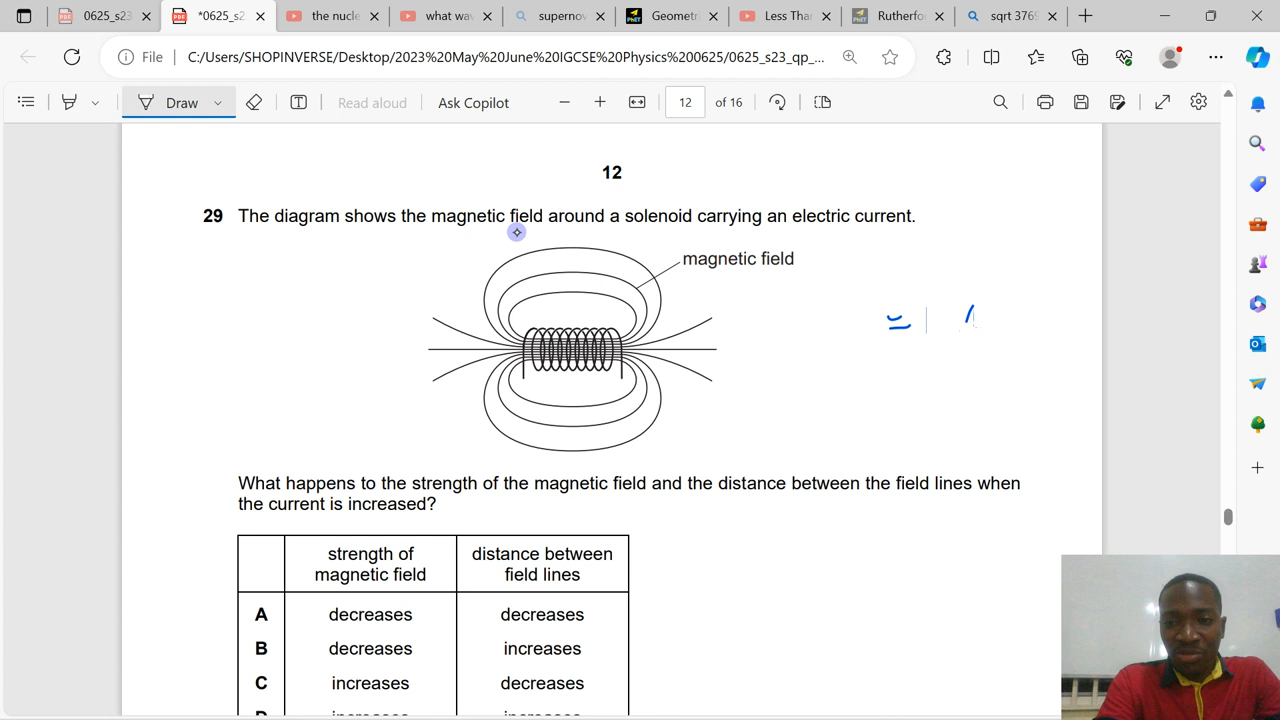 0625_s23
*0625_s2
the nucle
what wav
supernov
Geometr
Less Tha
Rutherfo
sqrt 3769
File
C:/Users/SHOPINVERSE/Desktop/2023%20May%20June%20IGCSE%20Physics%200625/0625_s23_qp_...
Draw
Read aloud
Ask Copilot
12
of 16
12
29 The diagram shows the magnetic field around a solenoid carrying an electric current.
magnetic field
=
What happens to the strength of the magnetic field and the distance between the field lines when
the current is increased?
strength of
magnetic field
distance between
field lines
A decreases decreases
B decreases increases
C increases decreases